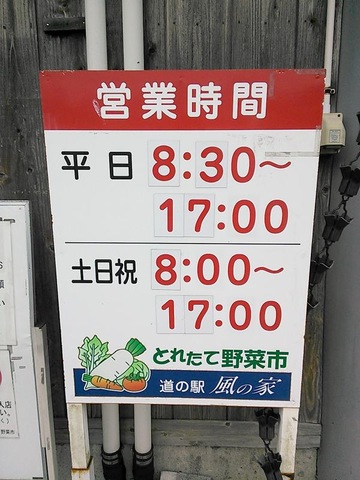 営業時間
平日 8:30～
17:00
土日祝 8:00～
17:00
とれたて野菜市
道の駅 風の家